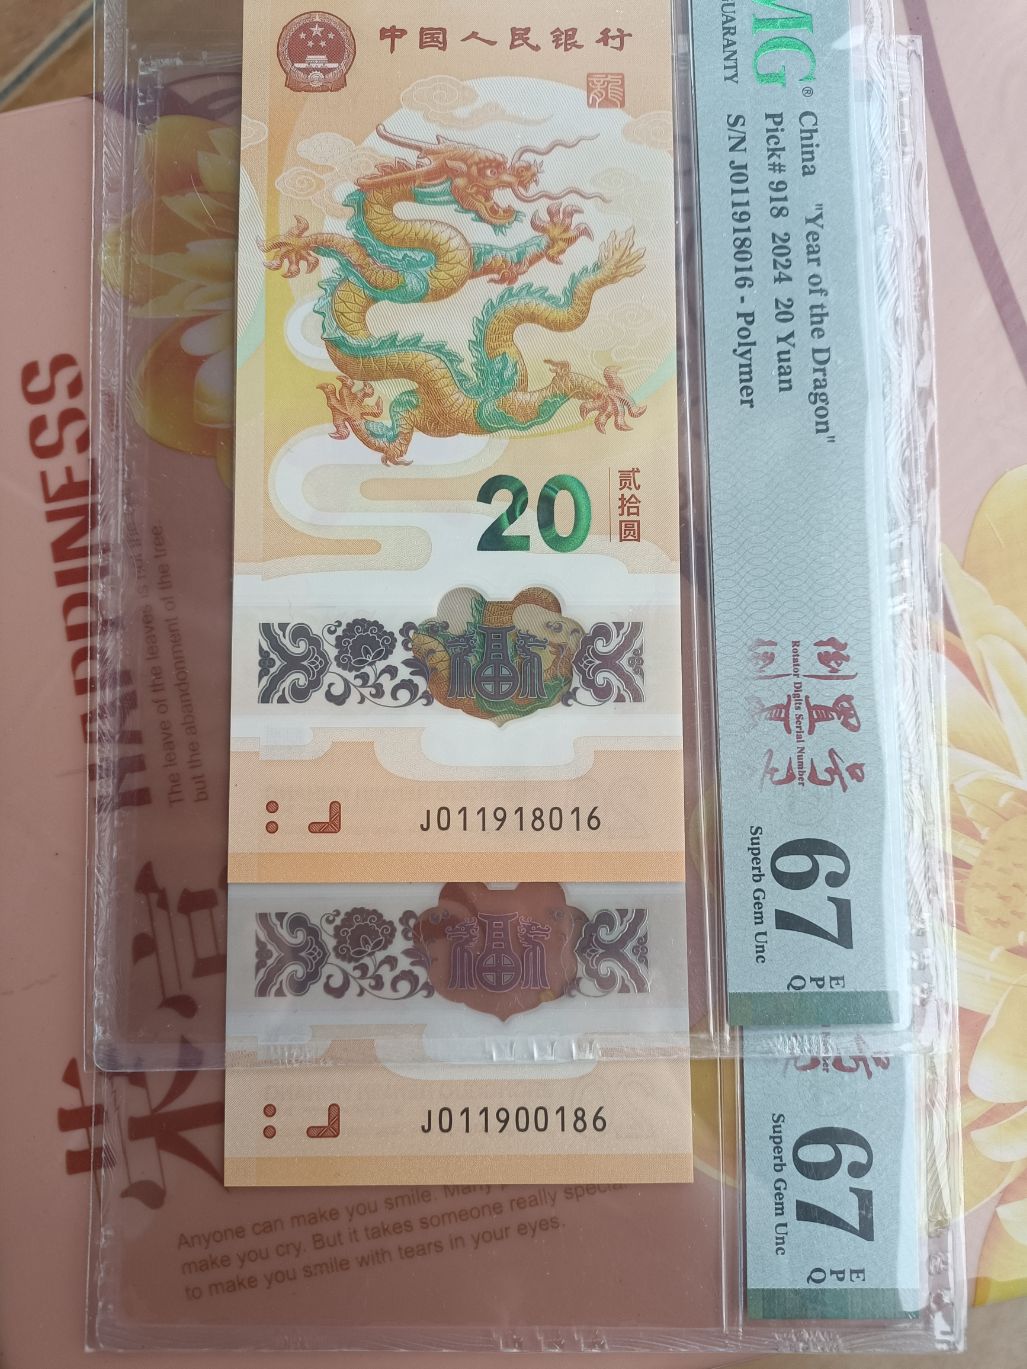 中国人民银行
龍
20
贰拾圆
福
J011918016
福
J011900186
MG®
GUARANTY
China "Year of the Dragon"
Pick# 918 2024 20 Yuan
S/N J011918016 - Polymer
Rotator Digits Serial Number
67
EPQ
Superb Gem Unc
67
EPQ
Superb Gem Unc
HAPPINESS
The leave of the leaves is not the
but the abandonment of the tree
Anyone can make you smile. Many
make you cry. But it takes someone really special
to make you smile with tears in your eyes.